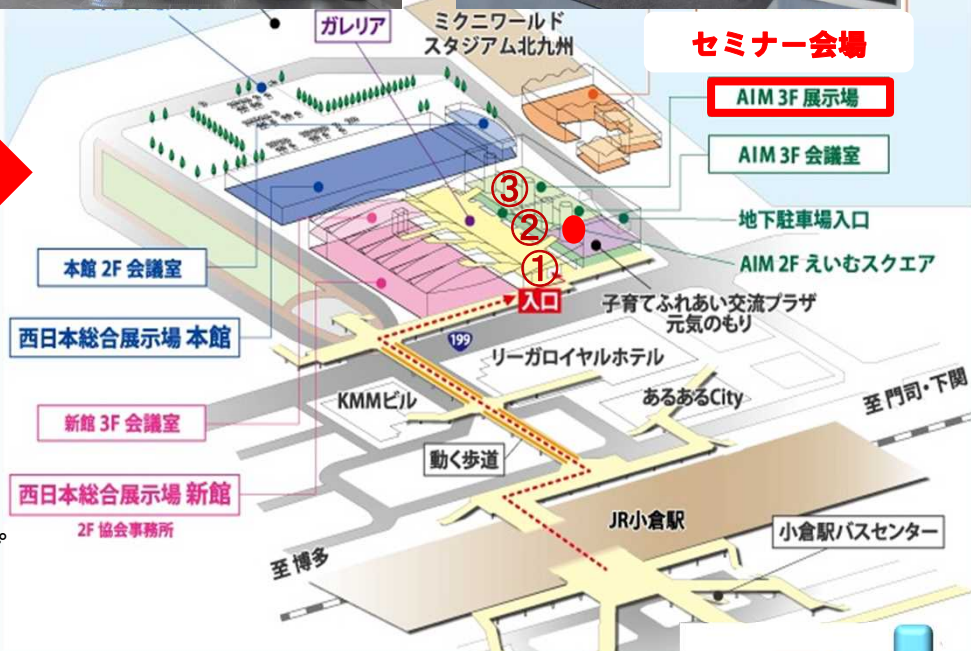 ガレリア
ミクニワールド
スタジアム北九州
セミナー会場
AIM 3F 展示場
AIM 3F 会議室
③
②
①
地下駐車場入口
AIM 2F えいむスクエア
本館 2F 会議室
入口
子育てふれあい交流プラザ
元気のもり
西日本総合展示場 本館
199
リーガロイヤルホテル
KMMビル
あるあるCity
至門司・下関
新館 3F 会議室
動く歩道
西日本総合展示場 新館
2F 協会事務所
JR小倉駅
小倉駅バスセンター
。
至博多